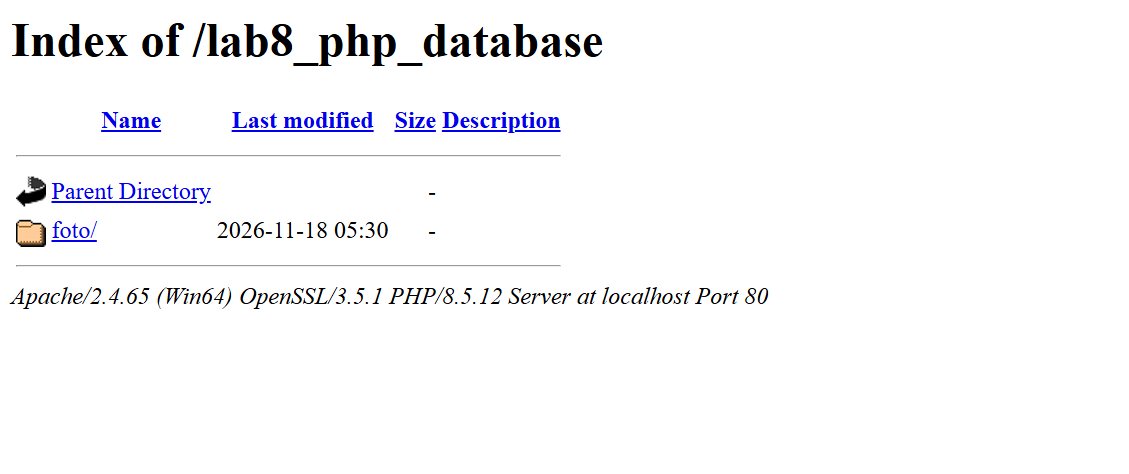 Index of /lab8_php_database
Name Last modified Size Description
Parent Directory -
foto/ 2026-11-18 05:30 -
Apache/2.4.65 (Win64) OpenSSL/3.5.1 PHP/8.5.12 Server at localhost Port 80